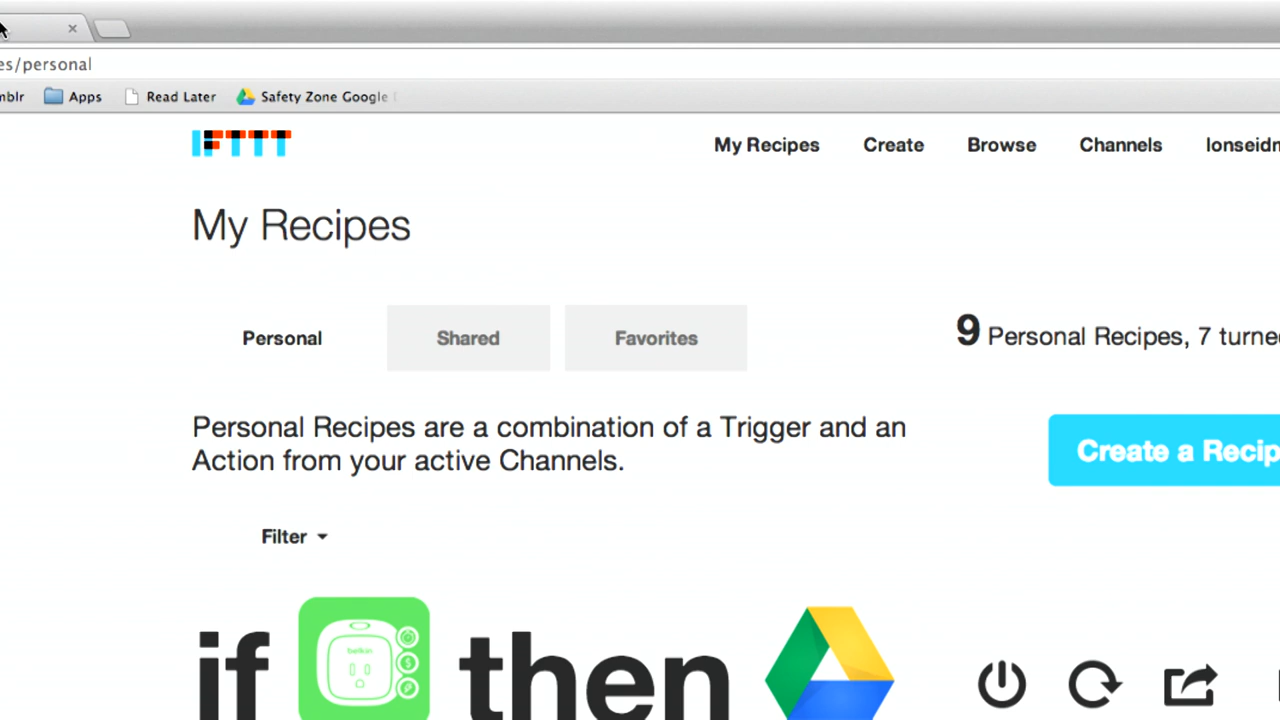 es/personal
mblr Apps Read Later Safety Zone Google
IFTTT My Recipes Create Browse Channels lonseidn
My Recipes
Personal Shared Favorites 9 Personal Recipes, 7 turne
Personal Recipes are a combination of a Trigger and an
Action from your active Channels.
Create a Recip
Filter
if belkin then